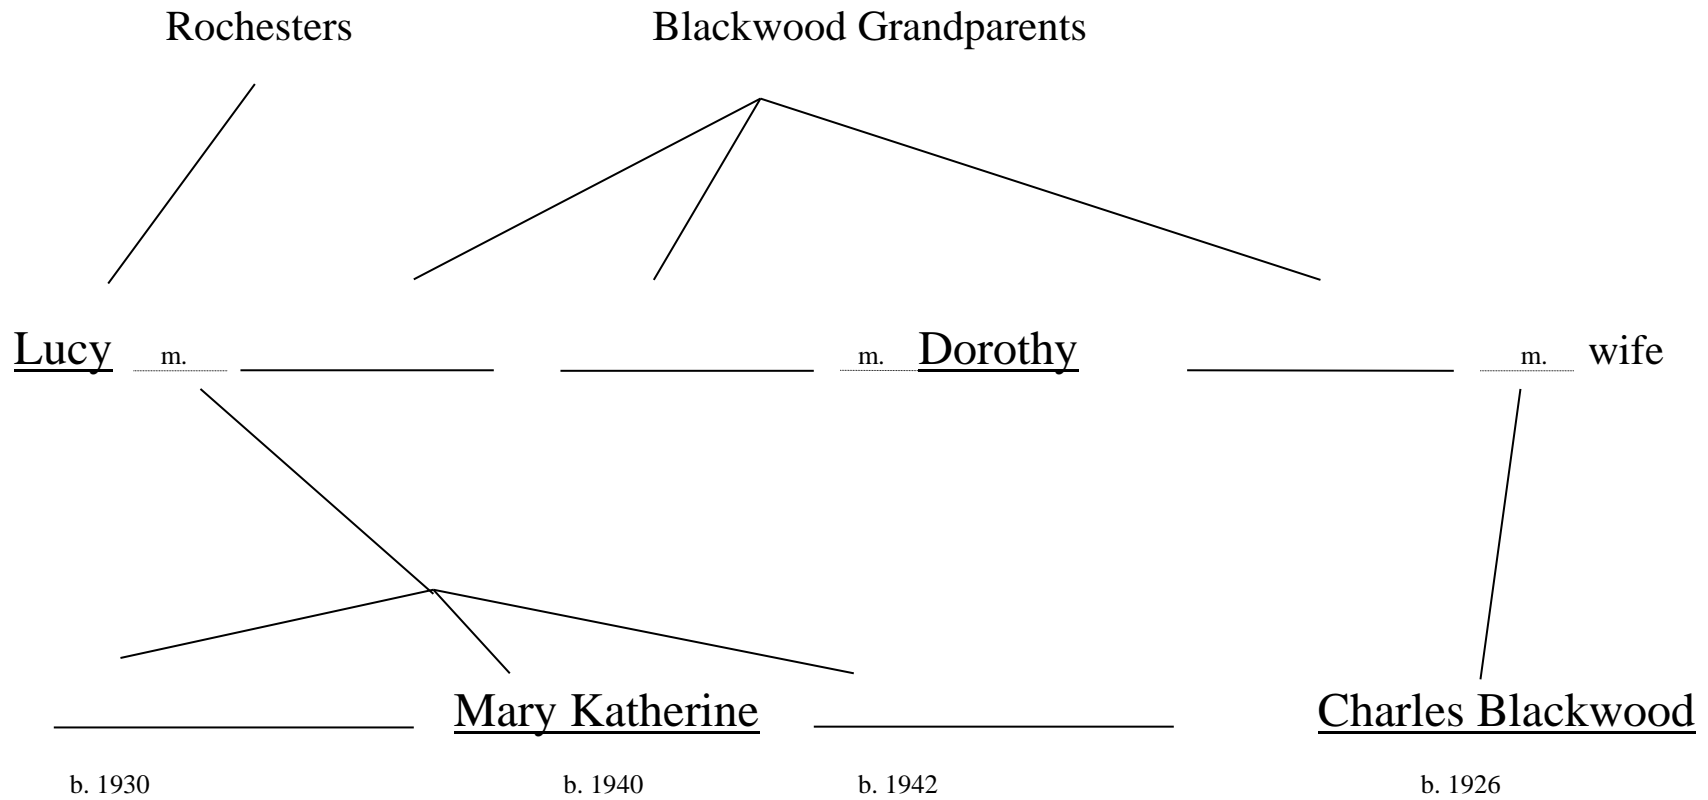 Rochesters Blackwood Grandparents
Lucy m. m. Dorothy m. wife
Mary Katherine Charles Blackwood
b. 1930 b. 1940 b. 1942 b. 1926